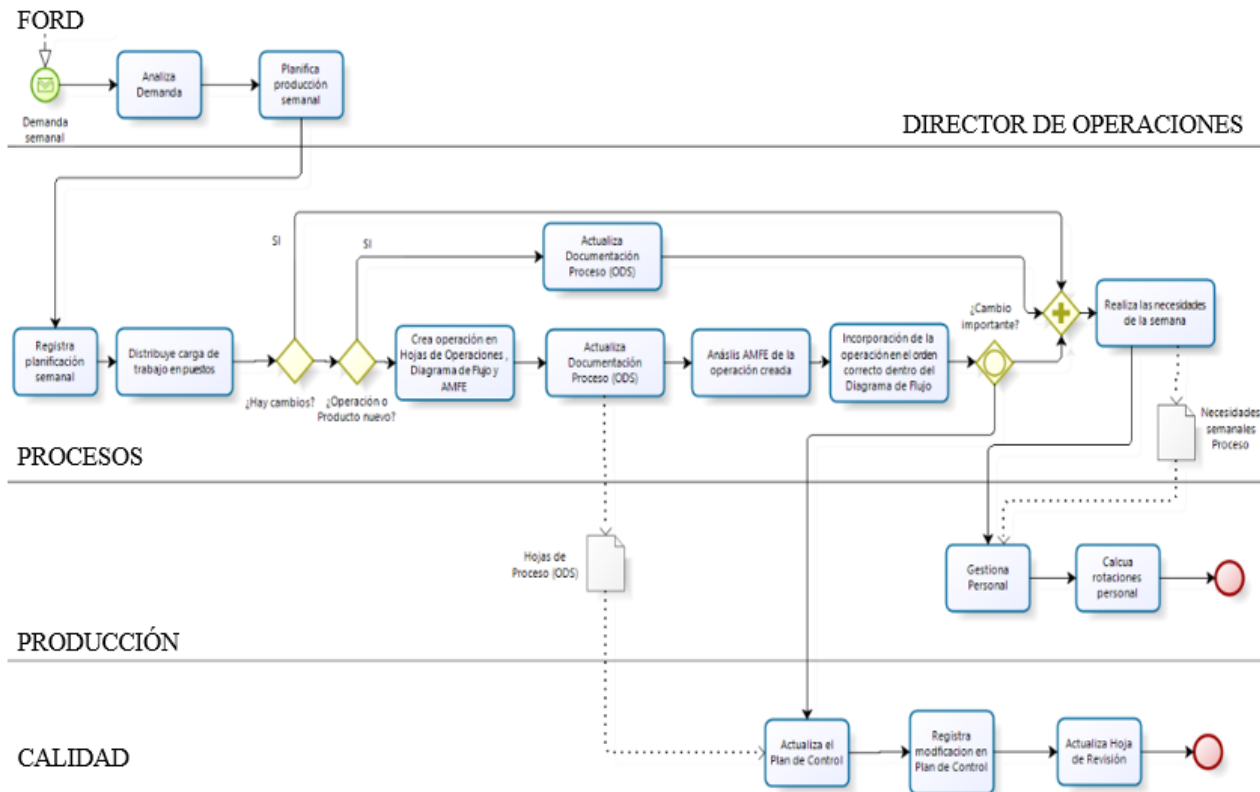 FORD
Demanda
semanal
Analiza
Demanda
Planifica
producción
semanal
DIRECTOR DE OPERACIONES
SI
SI
Actualiza
Documentación
Proceso (ODS)
¿Cambio
importante?
Realiza las necesidades
de la semana
Registra
planificación
semanal
Distribuye carga de
trabajo en puestos
¿Hay cambios?
¿Operación o
Producto nuevo?
Crea operación en
Hojas de Operaciones ,
Diagrama de Flujo y
AMFE
Actualiza
Documentación
Proceso (ODS)
Anáslis AMFE de la
operación creada
Incorporación de la
operación en el orden
correcto dentro del
Diagrama de Flujo
Necesidades
semanales
Proceso
PROCESOS
Hojas de
Proceso (ODS)
Gestiona
Personal
Calcua
rotaciones
personal
PRODUCCIÓN
CALIDAD
Actualiza el
Plan de Control
Registra
modificacion en
Plan de Control
Actualiza Hoja
de Revisión